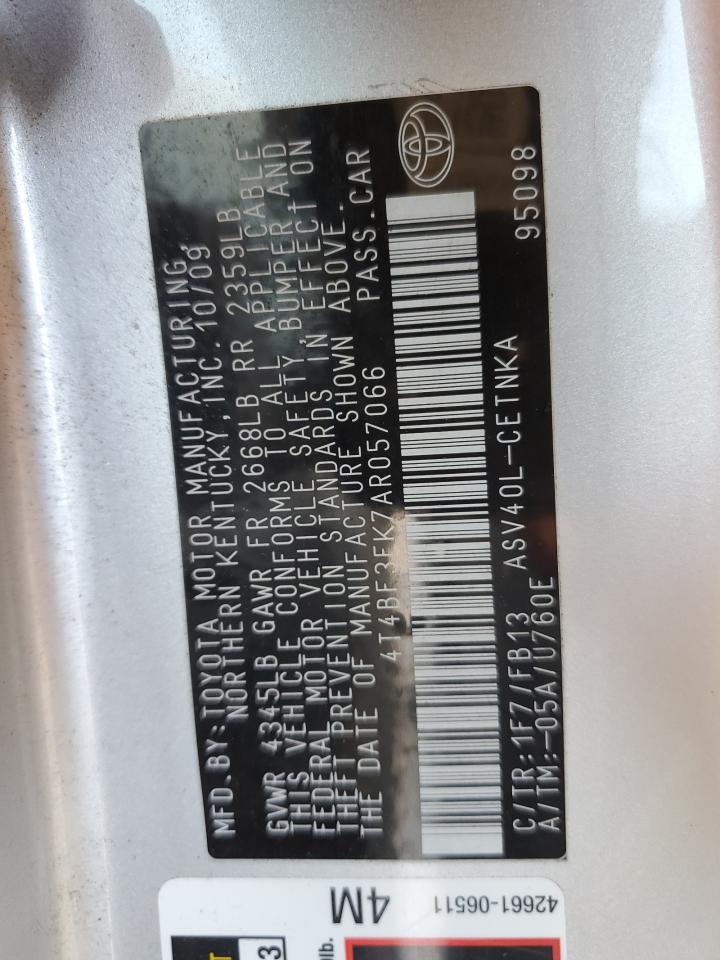 MFD.BY:TOYOTA MOTOR MANUFACTURING,
NORTHERN KENTUCKY,INC. 10/09
GVWR 4345LB GAWR FR 2668LB RR 2359LB
THIS VEHICLE CONFORMS TO ALL APPLICABLE
FEDERAL MOTOR VEHICLE SAFETY, BUMPER AND
THEFT PREVENTION STANDARDS IN EFFECT ON
THE DATE OF MANUFACTURE SHOWN ABOVE.
4T4BF3EK7AR057066 PASS.CAR
C/TR:1F7/FB13 ASV40L-CETNKA 95098
A/TM:-05A/U760E
4M
42661-06511
3
lb.